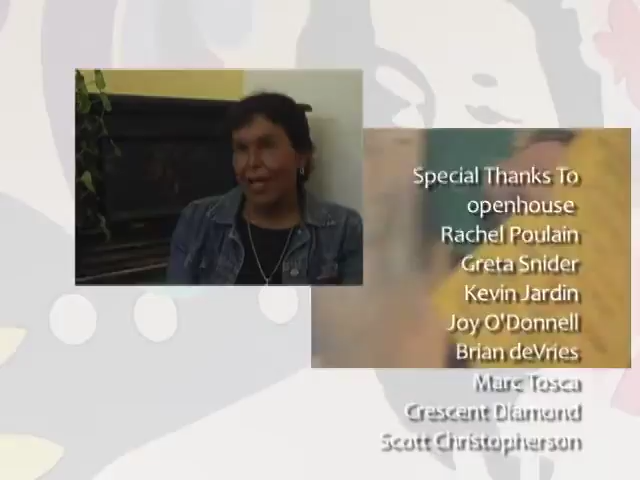 Special Thanks To
openhouse
Rachel Poulain
Greta Snider
Kevin Jardin
Joy O'Donnell
Brian deVries
Marc Tosca
Crescent Diamond
Scott Christopherson